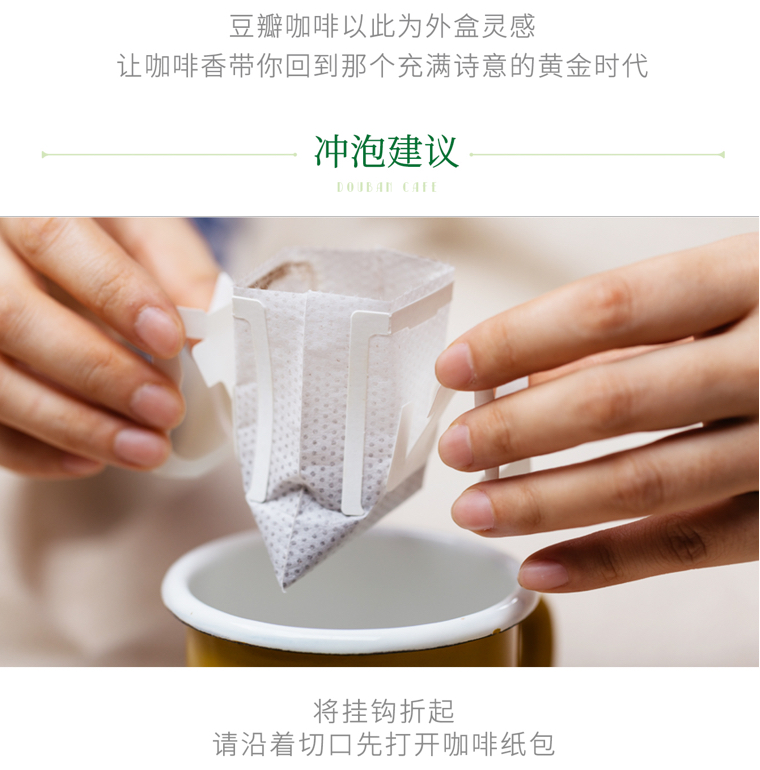 豆瓣咖啡以此为外盒灵感
让咖啡香带你回到那个充满诗意的黄金时代
冲泡建议
DOUBAN CAFE
将挂钩折起
请沿着切口先打开咖啡纸包